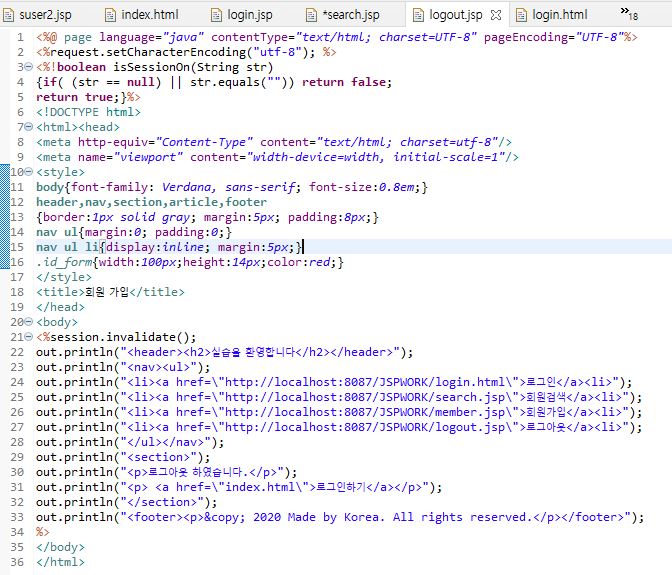 suser2.jsp index.html login.jsp *search.jsp logout.jsp login.html »18
1 <%@ page language="java" contentType="text/html; charset=UTF-8" pageEncoding="UTF-8"%>
2 <%request.setCharacterEncoding("utf-8"); %>
3 <%!boolean isSessionOn(String str)
4 {if( (str == null) || str.equals("")) return false;
5 return true;}%>
6 <!DOCTYPE html>
7 <html><head>
8 <meta http-equiv="Content-Type" content="text/html; charset=utf-8"/>
9 <meta name="viewport" content="width-device=width, initial-scale=1"/>
10 <style>
11 body{font-family: Verdana, sans-serif; font-size:0.8em;}
12 header,nav,section,article,footer
13 {border:1px solid gray; margin:5px; padding:8px;}
14 nav ul{margin:0; padding:0;}
15 nav ul li{display:inline; margin:5px;}
16 .id_form{width:100px;height:14px;color:red;}
17 </style>
18 <title>회원 가입</title>
19 </head>
20 <body>
21 <%session.invalidate();
22 out.println("<header><h2>실습을 환영합니다</h2></header>");
23 out.println("<nav><ul>");
24 out.println("<li><a href=\"http://localhost:8087/JSPWORK/login.html\">로그인</a><li>");
25 out.println("<li><a href=\"http://localhost:8087/JSPWORK/search.jsp\">회원검색</a><li>");
26 out.println("<li><a href=\"http://localhost:8087/JSPWORK/member.jsp\">회원가입</a><li>");
27 out.println("<li><a href=\"http://localhost:8087/JSPWORK/logout.jsp\">로그아웃</a><li>");
28 out.println("</ul></nav>");
29 out.println("<section>");
30 out.println("<p>로그아웃 하였습니다.</p>");
31 out.println("<p> <a href=\"index.html\">로그인하기</a></p>");
32 out.println("</section>");
33 out.println("<footer><p>&copy; 2020 Made by Korea. All rights reserved.</p></footer>");
34 %>
35 </body>
36 </html>